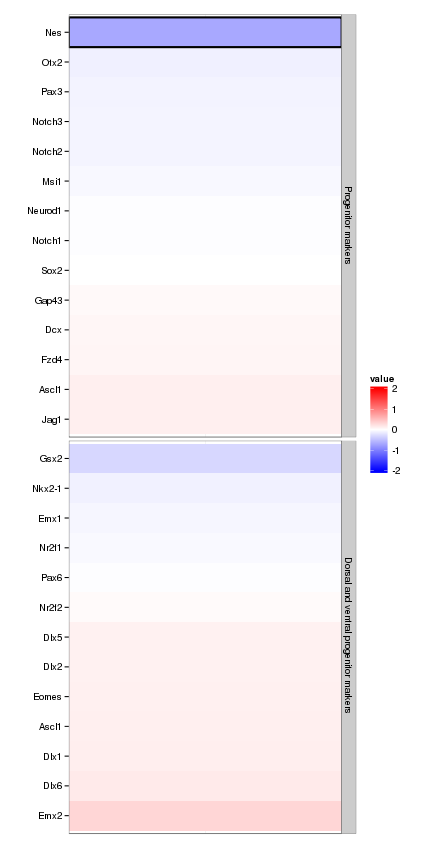 Nes
Otx2
Pax3
Notch3
Notch2
Msi1
Neurod1
Notch1
Sox2
Gap43
Dcx
Fzd4
Ascl1
Jag1
Progenitor markers
Gsx2
Nkx2-1
Emx1
Nr2f1
Pax6
Nr2f2
Dlx5
Dlx2
Eomes
Ascl1
Dlx1
Dlx6
Emx2
Dorsal and ventral progenitor markers
value
2
1
0
-1
-2